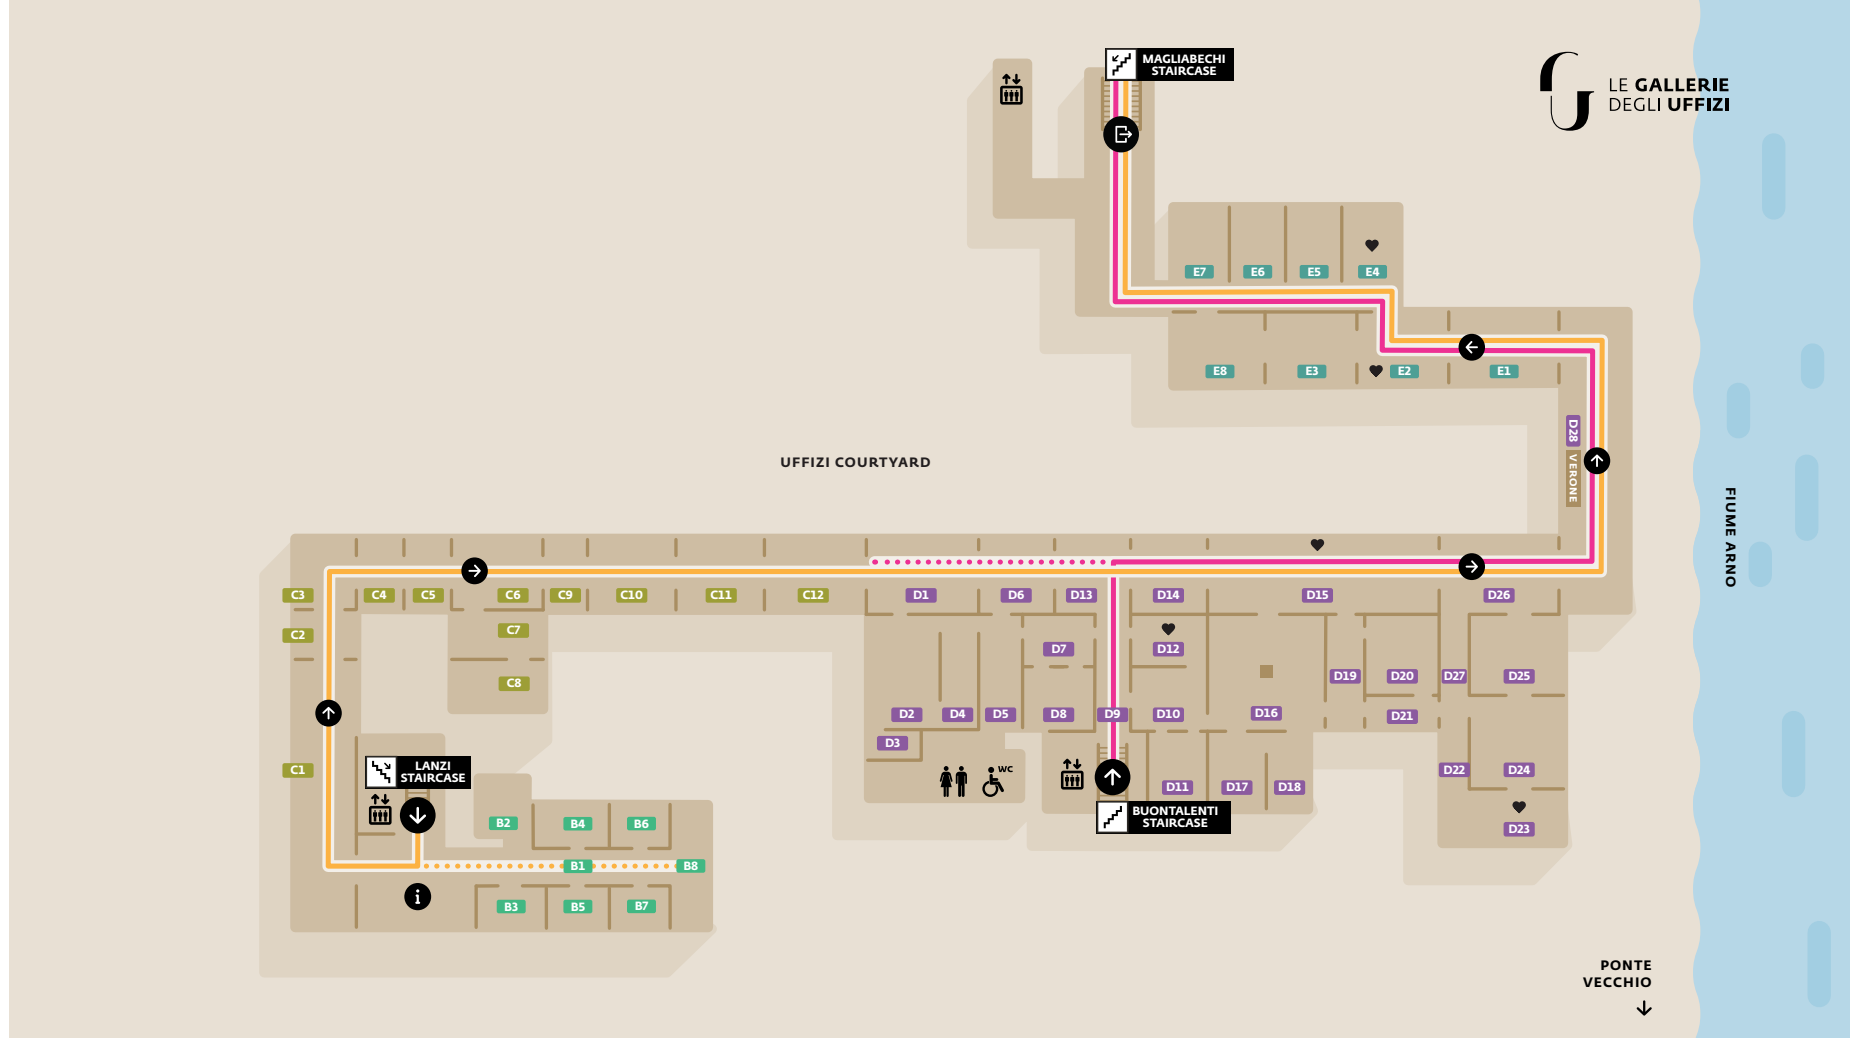 MAGLIABECHI
STAIRCASE
LE GALLERIE
DEGLI UFFIZI
E7 E6 E5 E4
E8 E3 E2 E1
D28
VERONE
UFFIZI COURTYARD
FIUME ARNO
C3 C4 C5 C6 C9 C10 C11 C12 D1 D6 D13 D14 D15 D26
C2 C7
D7 D12
C8 D19 D20 D27 D25
D2 D4 D5 D8 D9 D10 D16 D21
D3
C1 D22 D24
LANZI
STAIRCASE
WC
D11 D17 D18
BUONTALENTI
STAIRCASE
B2 B4 B6 D23
B1 B8
i
B3 B5 B7
PONTE
VECCHIO